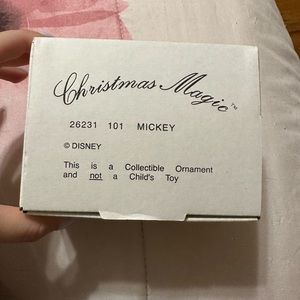 Christmas Magic™
26231 101 MICKEY
© DISNEY
This is a Collectible Ornament
and not a Child's Toy